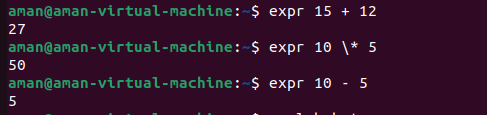 aman@aman-virtual-machine:~$ expr 15 + 12
27
aman@aman-virtual-machine:~$ expr 10 \* 5
50
aman@aman-virtual-machine:~$ expr 10 - 5
5